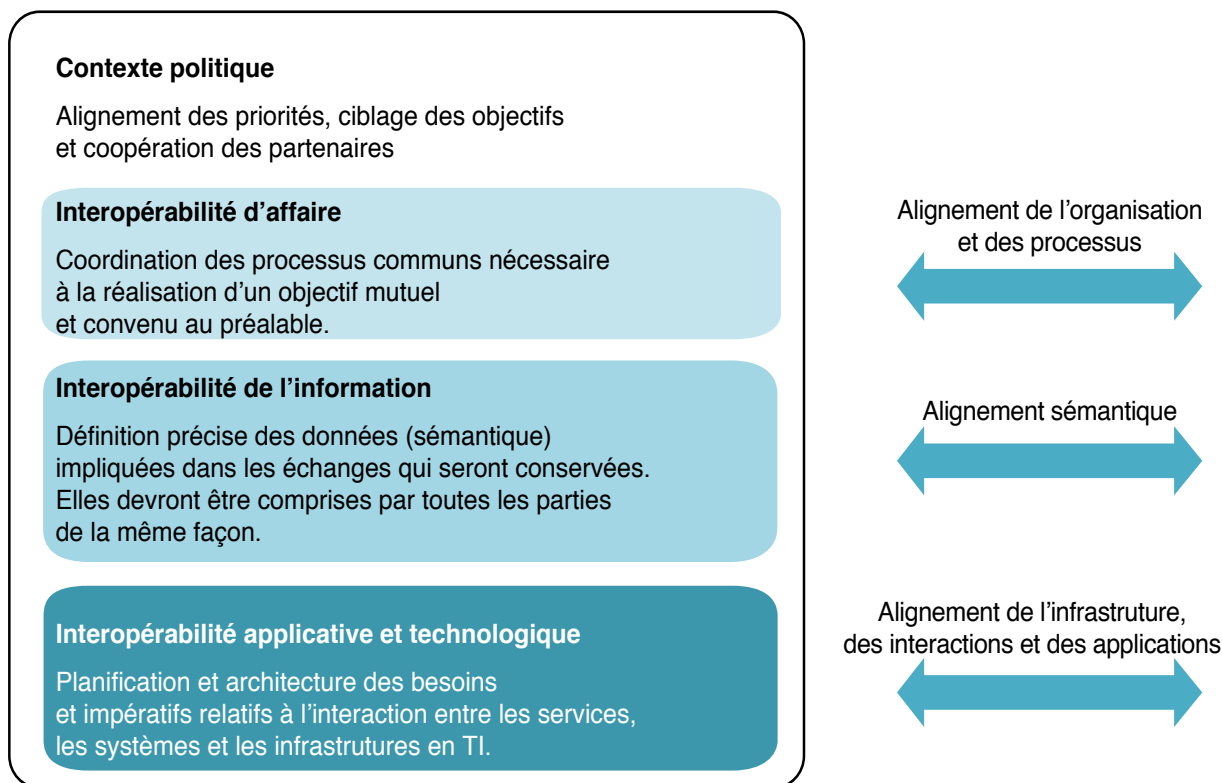 Contexte politique
Alignement des priorités, ciblage des objectifs
et coopération des partenaires
Interopérabilité d'affaire
Coordination des processus communs nécessaire
à la réalisation d'un objectif mutuel
et convenu au préalable.
Alignement de l'organisation
et des processus
Interopérabilité de l'information
Définition précise des données (sémantique)
impliquées dans les échanges qui seront conservées.
Elles devront être comprises par toutes les parties
de la même façon.
Alignement sémantique
Interopérabilité applicative et technologique
Planification et architecture des besoins
et impératifs relatifs à l'interaction entre les services,
les systèmes et les infrastrutures en TI.
Alignement de l'infrastruture,
des interactions et des applications